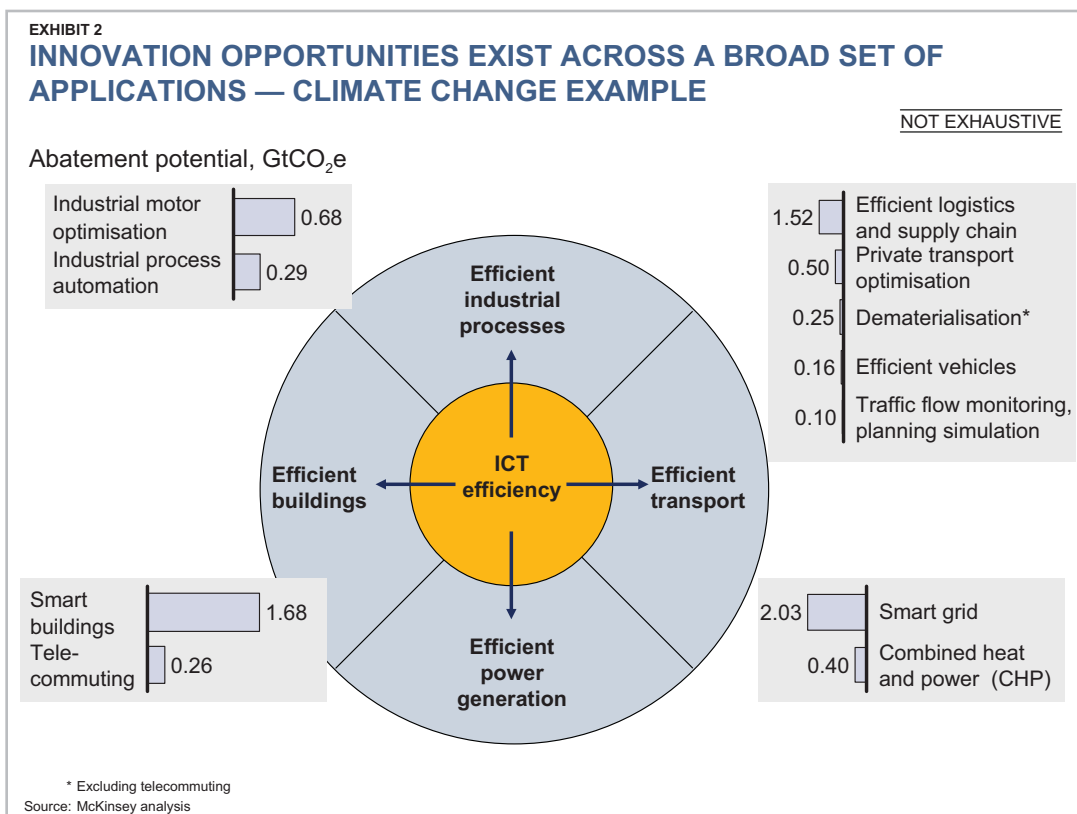 EXHIBIT 2
INNOVATION OPPORTUNITIES EXIST ACROSS A BROAD SET OF
APPLICATIONS — CLIMATE CHANGE EXAMPLE
NOT EXHAUSTIVE
Abatement potential, GtCO₂e
Industrial motor
optimisation
0.68
Industrial process
automation
0.29
1.52
Efficient logistics
and supply chain
0.50
Private transport
optimisation
0.25
Dematerialisation*
0.16
Efficient vehicles
0.10
Traffic flow monitoring,
planning simulation
Efficient
industrial
processes
Efficient
buildings
ICT
efficiency
Efficient
transport
Efficient
power
generation
Smart
buildings
1.68
Tele-
commuting
0.26
2.03
Smart grid
0.40
Combined heat
and power (CHP)
* Excluding telecommuting
Source: McKinsey analysis